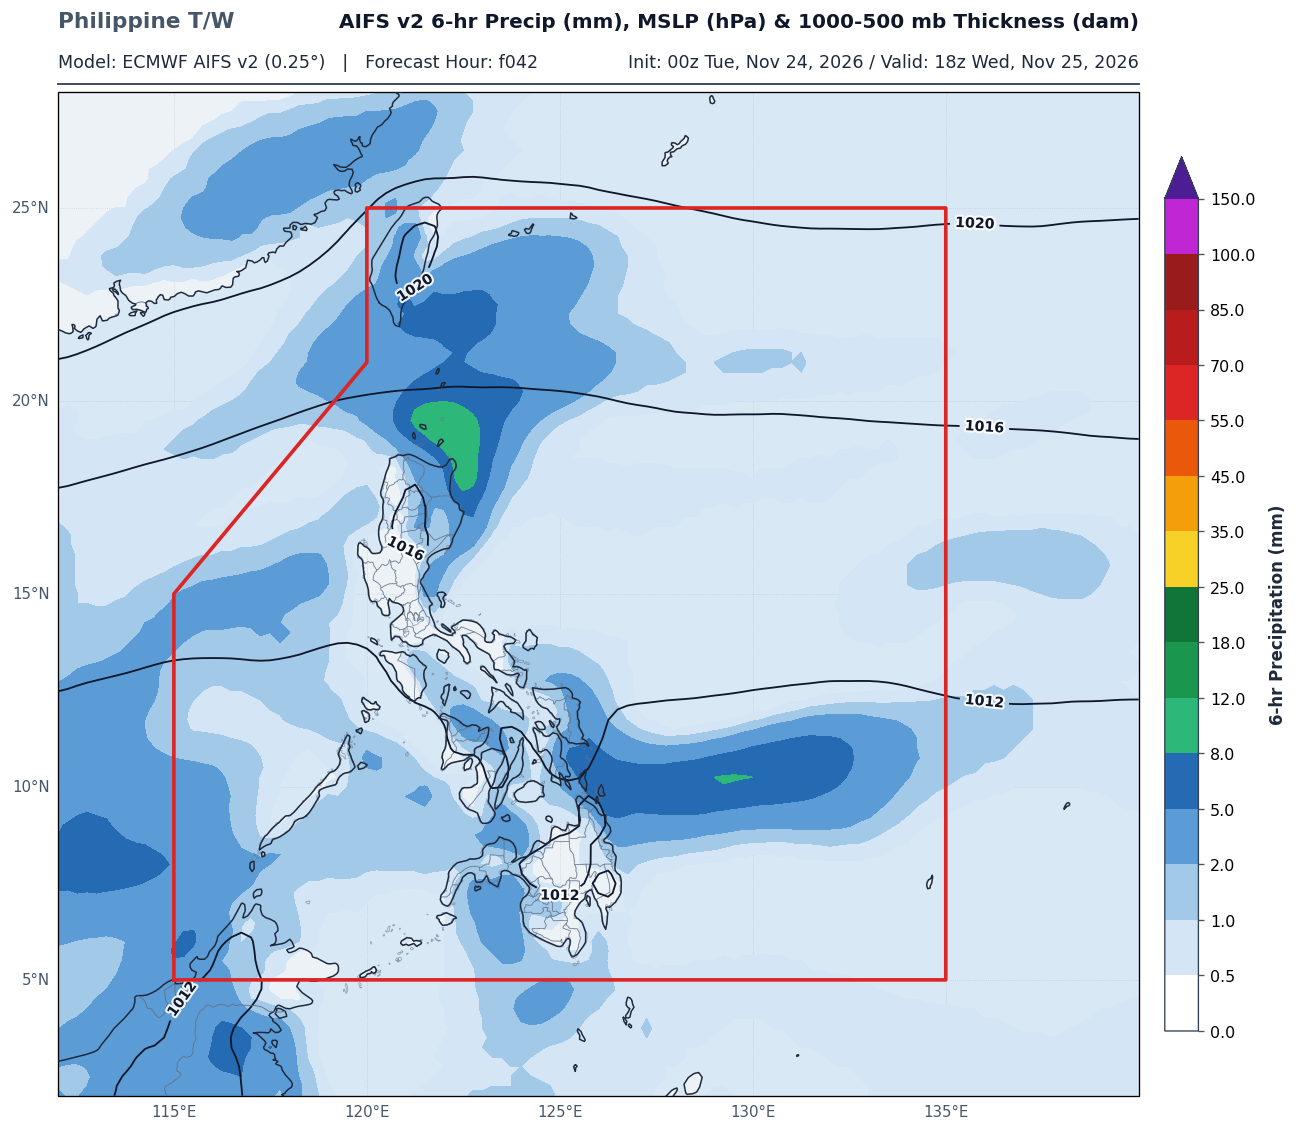 Philippine T/W
AIFS v2 6-hr Precip (mm), MSLP (hPa) & 1000-500 mb Thickness (dam)
Model: ECMWF AIFS v2 (0.25°) | Forecast Hour: f042
Init: 00z Tue, Nov 24, 2026 / Valid: 18z Wed, Nov 25, 2026
25°N
20°N
15°N
10°N
5°N
1020
1020
1016
1016
1012
1012
1012
115°E
120°E
125°E
130°E
135°E
150.0
100.0
85.0
70.0
55.0
45.0
35.0
25.0
18.0
12.0
8.0
5.0
2.0
1.0
0.5
0.0
6-hr Precipitation (mm)